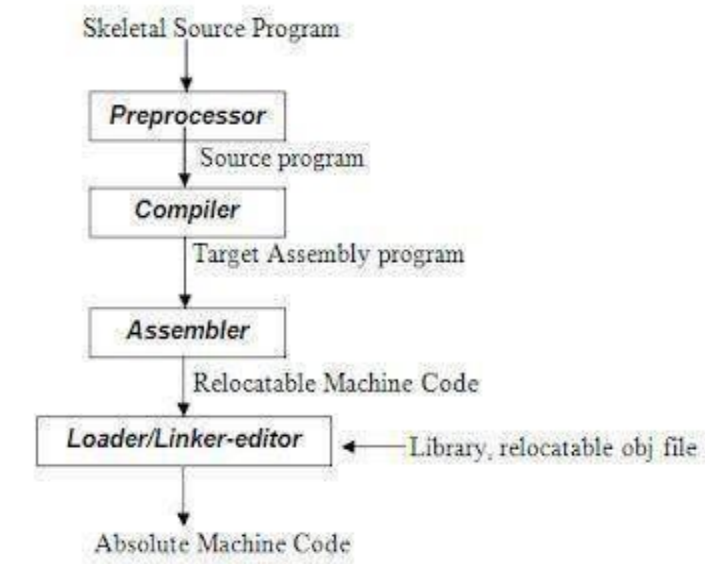 Skeletal Source Program
Preprocessor
Source program
Compiler
Target Assembly program
Assembler
Relocatable Machine Code
Loader/Linker-editor
Library, relocatable obj file
Absolute Machine Code